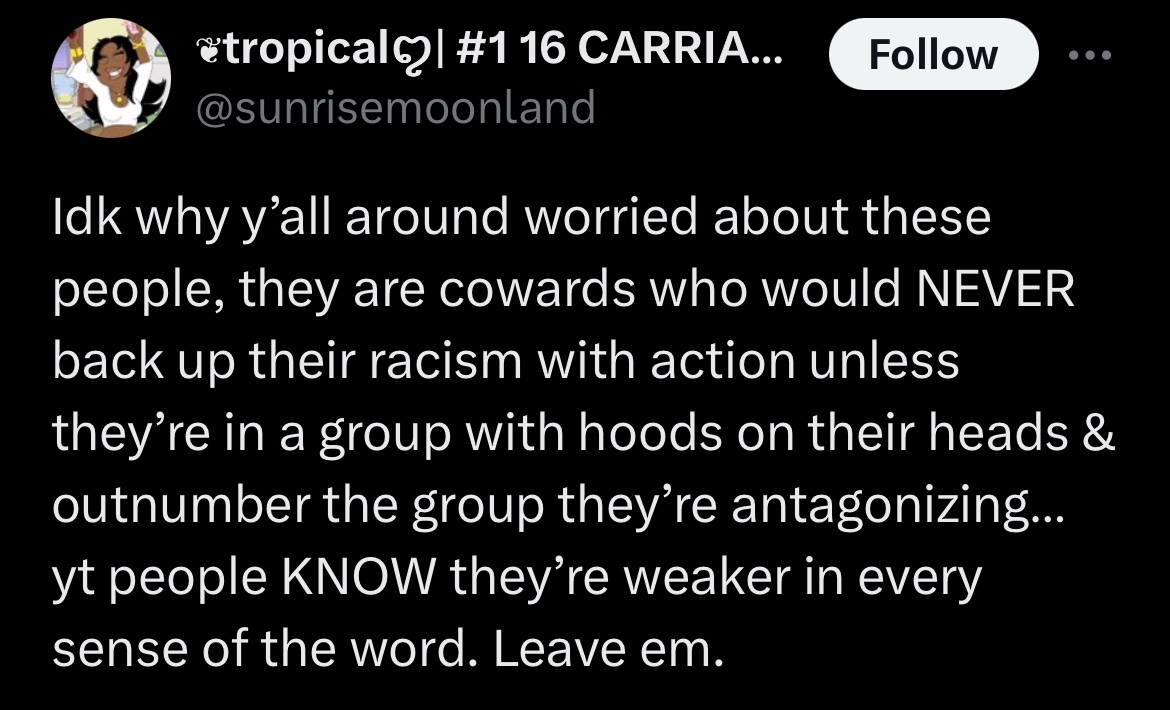 ❦tropicalღ| #1 16 CARRIA...
Follow
@sunrisemoonland
Idk why y’all around worried about these
people, they are cowards who would NEVER
back up their racism with action unless
they’re in a group with hoods on their heads &
outnumber the group they’re antagonizing...
yt people KNOW they’re weaker in every
sense of the word. Leave em.